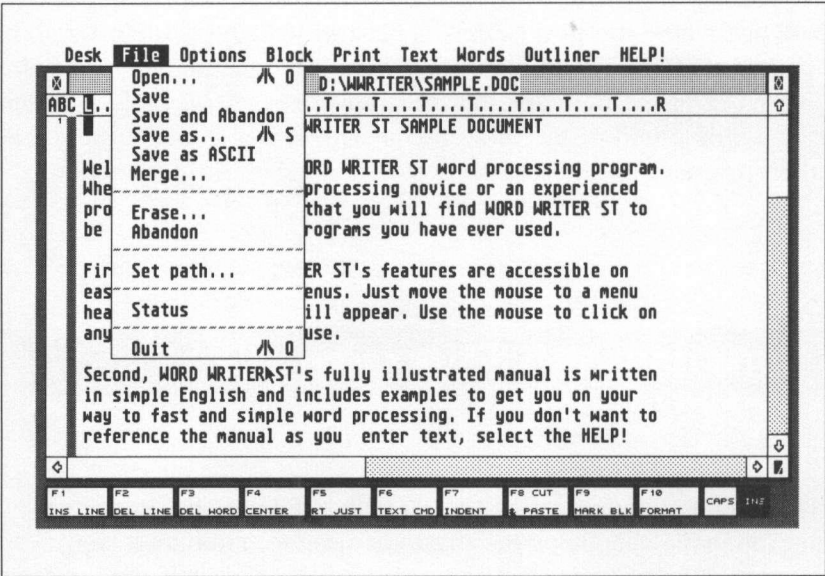 Desk File Options Block Print Text Words Outliner HELP!
D:\WWRITER\SAMPLE.DOC
ABC L..
..T....T....T....T....T....T....T....R
Open... O
Save
Save and Abandon
Save as... S
Save as ASCII
Merge...
Erase...
Abandon
Set path...
Status
Quit Q
1
WRITER ST SAMPLE DOCUMENT
Wel ORD WRITER ST word processing program.
Whe processing novice or an experienced
pro that you will find WORD WRITER ST to
be rograms you have ever used.
Fir ER ST's features are accessible on
eas enus. Just move the mouse to a menu
hea ill appear. Use the mouse to click on
any use.
Second, WORD WRITER ST's fully illustrated manual is written
in simple English and includes examples to get you on your
way to fast and simple word processing. If you don't want to
reference the manual as you enter text, select the HELP!
F1 F2 F3 F4 F5 F6 F7 F8 CUT F9 F10
INS LINE DEL LINE DEL WORD CENTER RT JUST TEXT CMD INDENT & PASTE MARK BLK FORMAT CAPS INS